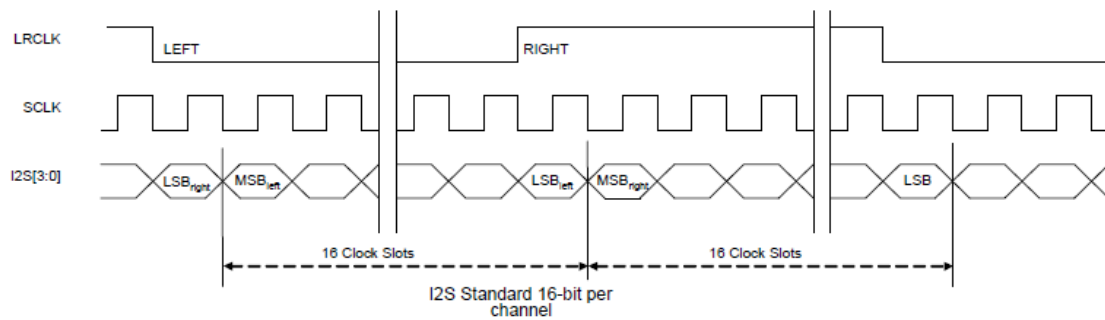 LRCLK
LEFT
RIGHT
SCLK
I2S[3:0]
LSBright
MSBleft
LSBleft
MSBright
LSB
16 Clock Slots
16 Clock Slots
I2S Standard 16-bit per
channel